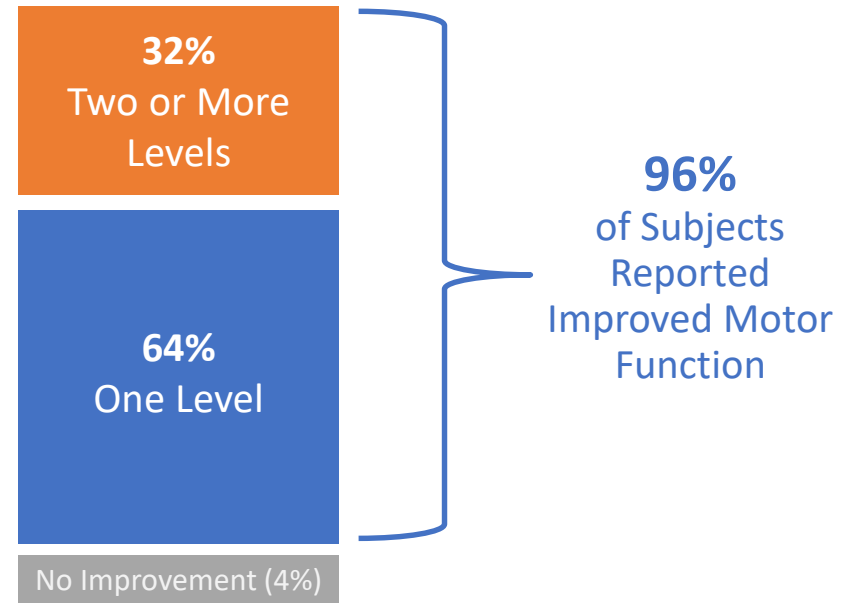 32%
Two or More
Levels
64%
One Level
No Improvement (4%)
96%
of Subjects
Reported
Improved Motor
Function